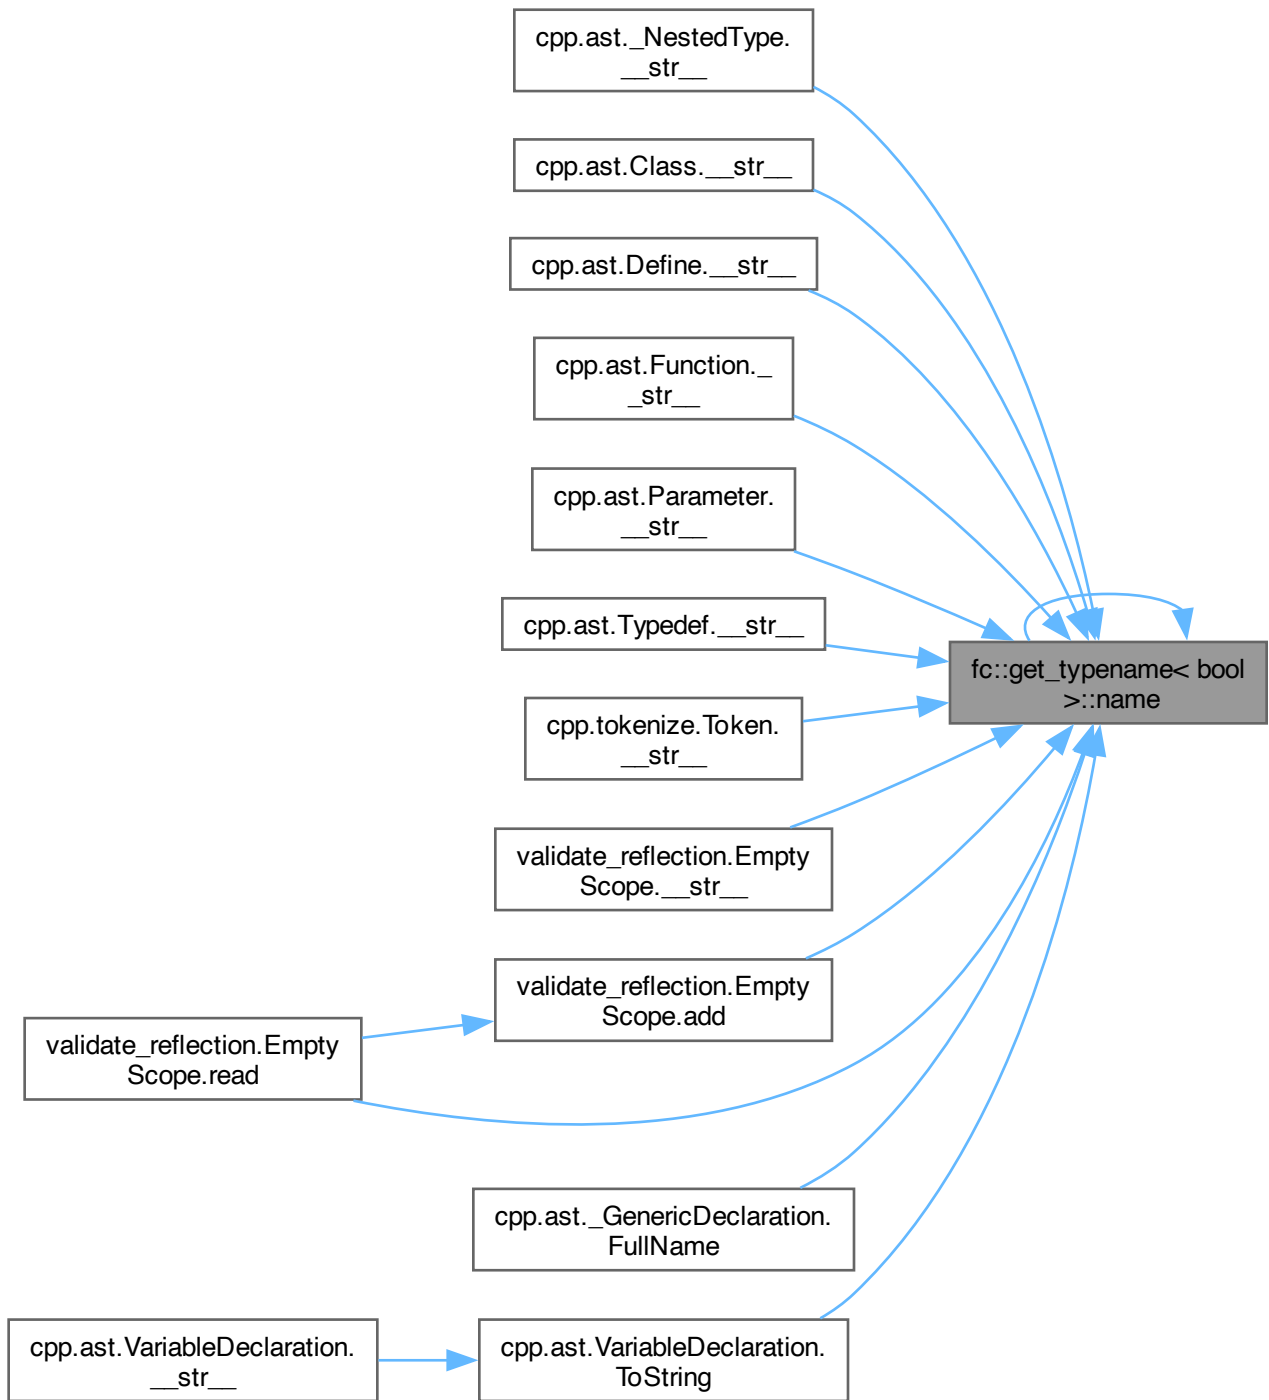 cpp.ast._NestedType.
__str__
cpp.ast.Class.__str__
cpp.ast.Define.__str__
cpp.ast.Function._
_str__
cpp.ast.Parameter.
__str__
cpp.ast.Typedef.__str__
fc::get_typename< bool
>::name
cpp.tokenize.Token.
__str__
validate_reflection.Empty
Scope.__str__
validate_reflection.Empty
Scope.add
validate_reflection.Empty
Scope.read
cpp.ast._GenericDeclaration.
FullName
cpp.ast.VariableDeclaration.
__str__
cpp.ast.VariableDeclaration.
ToString